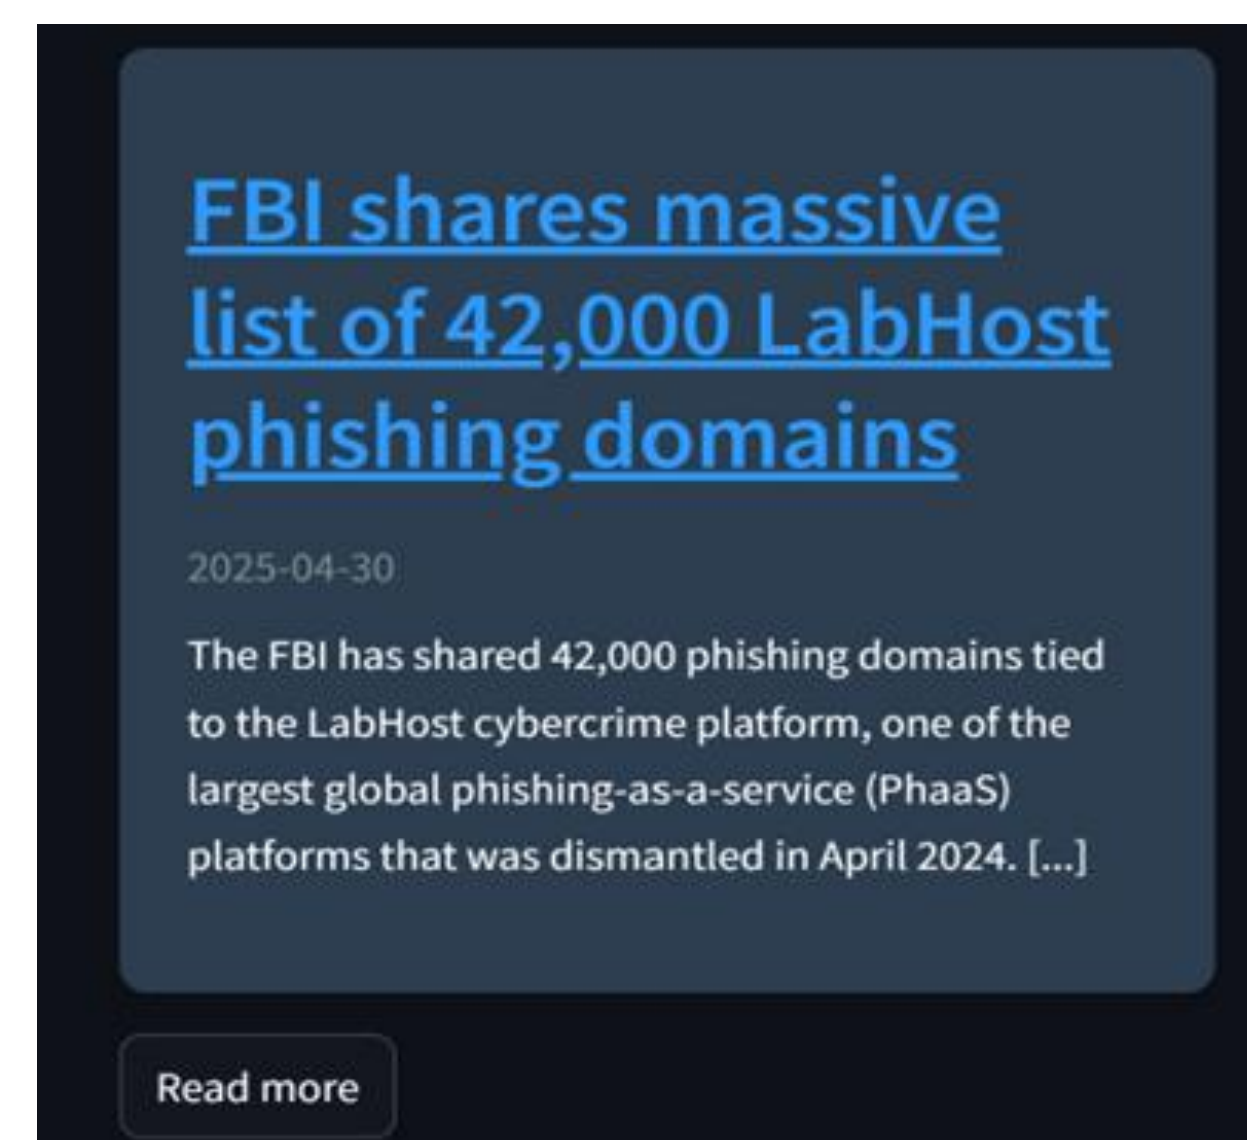 FBI shares massive
list of 42,000 LabHost
phishing domains
2025-04-30
The FBI has shared 42,000 phishing domains tied
to the LabHost cybercrime platform, one of the
largest global phishing-as-a-service (PhaaS)
platforms that was dismantled in April 2024. [...]
Read more